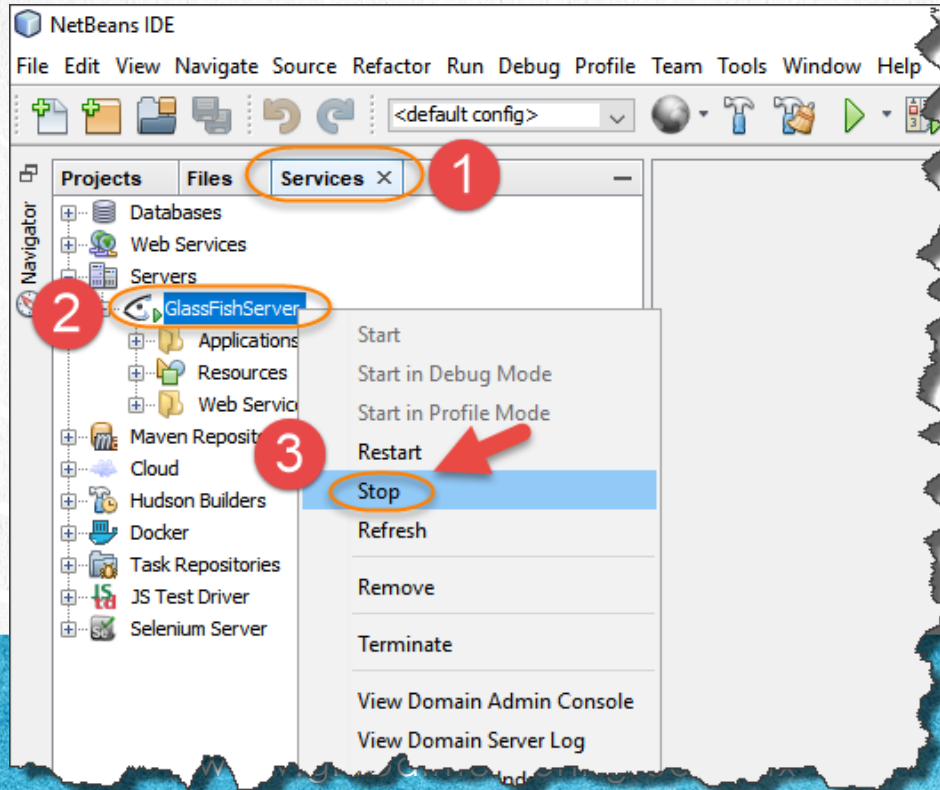 NetBeans IDE
File Edit View Navigate Source Refactor Run Debug Profile Team Tools Window Help
<default config>
Projects Files Services
1
Navigator
Databases
Web Services
Servers
2
GlassFishServer
Applications
Resources
Web Servic
Maven Reposit
Cloud
Hudson Builders
Docker
Task Repositories
JS Test Driver
Selenium Server
Start
Start in Debug Mode
Start in Profile Mode
Restart
3
Stop
Refresh
Remove
Terminate
View Domain Admin Console
View Domain Server Log